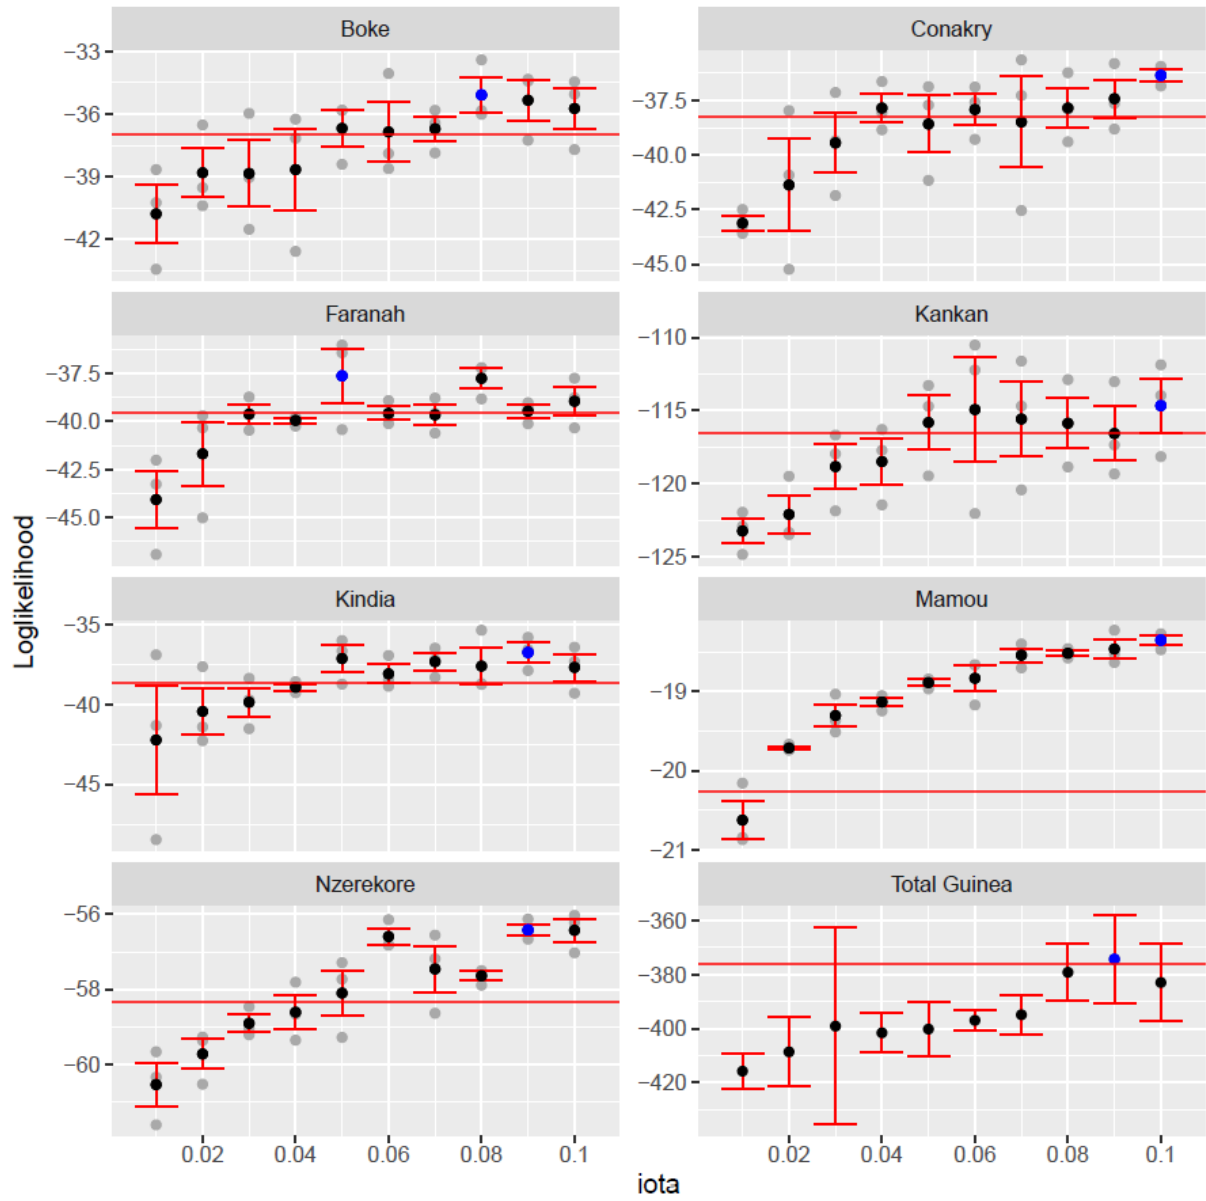 Boke
Conakry
−33
−36
−39
−42
−37.5
−40.0
−42.5
−45.0
Faranah
Kankan
−37.5
−40.0
−42.5
−45.0
−110
−115
−120
−125
Kindia
Mamou
−35
−40
−45
−19
−20
−21
Nzerekore
Total Guinea
−56
−58
−60
−360
−380
−400
−420
0.02 0.04 0.06 0.08 0.1
0.02 0.04 0.06 0.08 0.1
Loglikelihood
iota